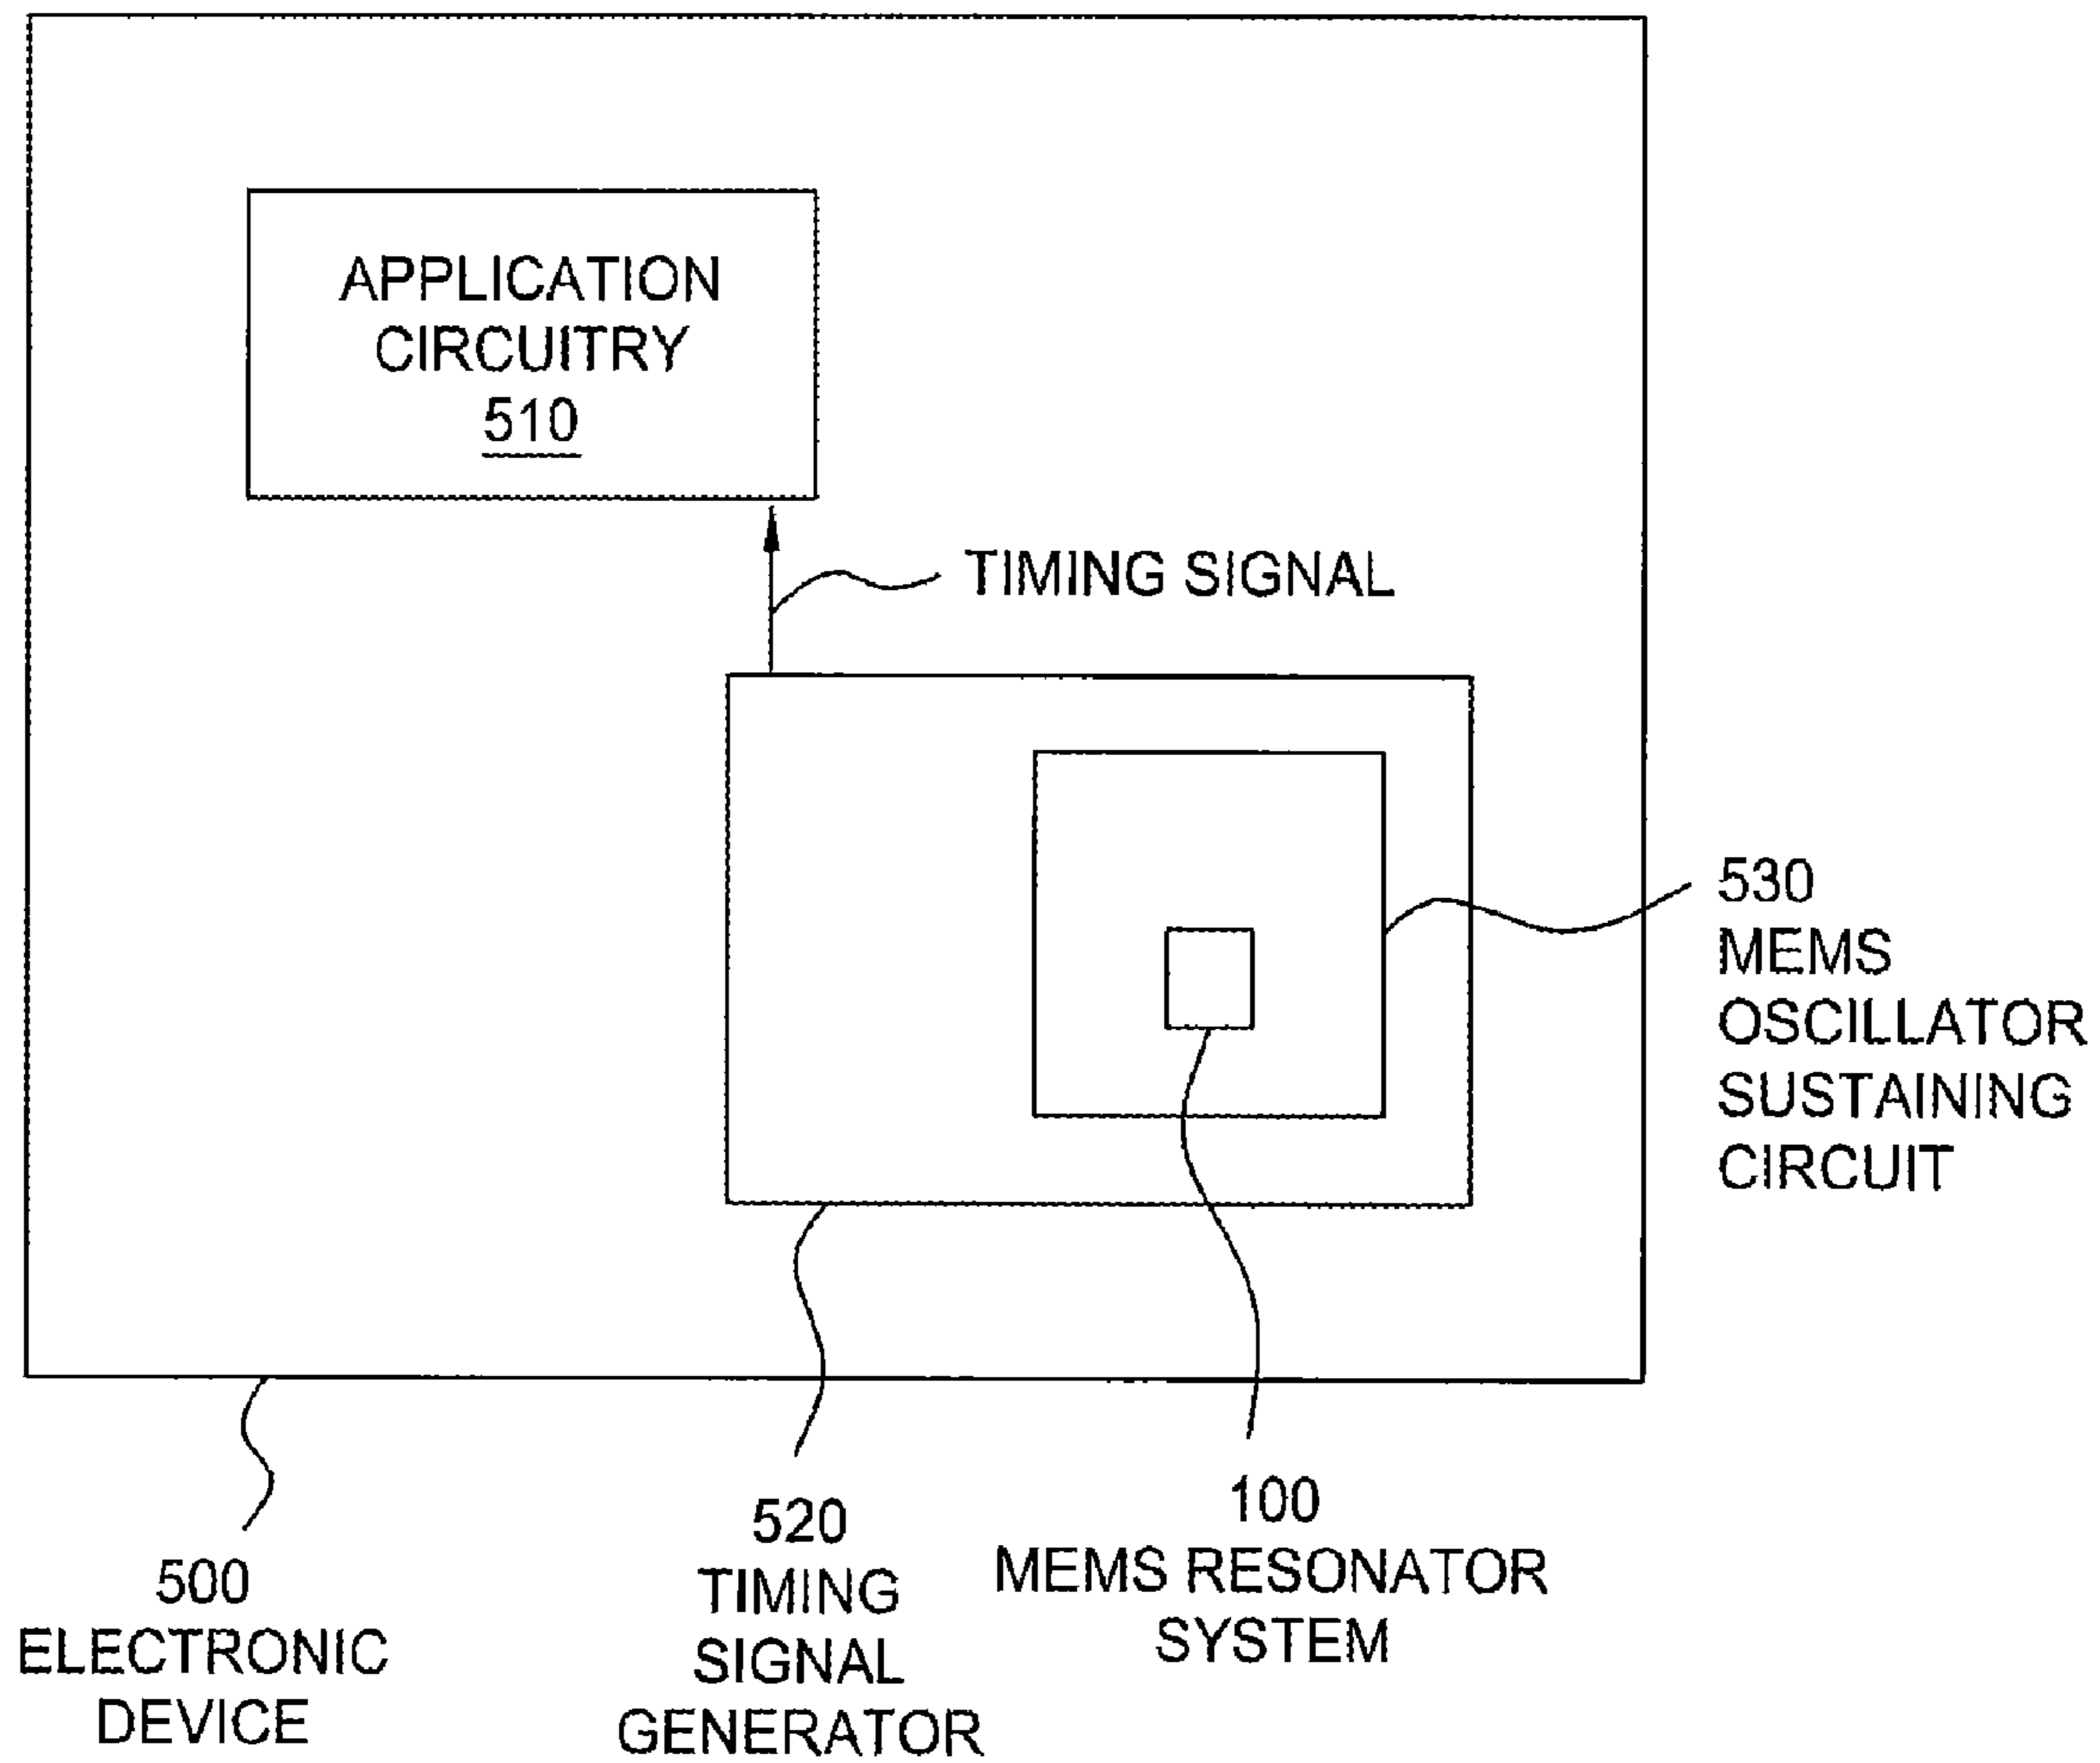 APPLICATION
CIRCUITRY
510
TIMING SIGNAL
530
MEMS
OSCILLATOR
SUSTAINING
CIRCUIT
500
ELECTRONIC
DEVICE
520
TIMING
SIGNAL
GENERATOR
100
MEMS RESONATOR
SYSTEM